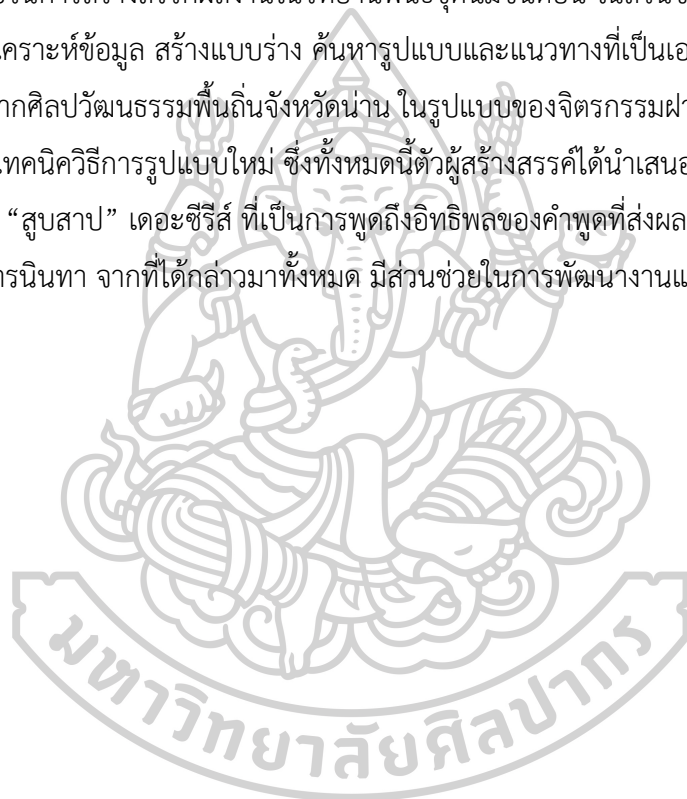 เคราะห์ข้อมูล สร้างแบบร่าง ค้นหารูปแบบและแนวทางที่เป็นเอ
ากศิลปวัฒนธรรมพื้นถิ่นจังหวัดน่าน ในรูปแบบของจิตรกรรมฝา
เทคนิควิธีการรูปแบบใหม่ ซึ่งทั้งหมดนี้ตัวผู้สร้างสรรค์ได้นำเสนอ
“สูบสาป” เดอะซีรีส์ ที่เป็นการพูดถึงอิทธิพลของคำพูดที่ส่งผล
ารนินทา จากที่ได้กล่าวมาทั้งหมด มีส่วนช่วยในการพัฒนางานแ
มหาวิทยาลัยศิลปากร